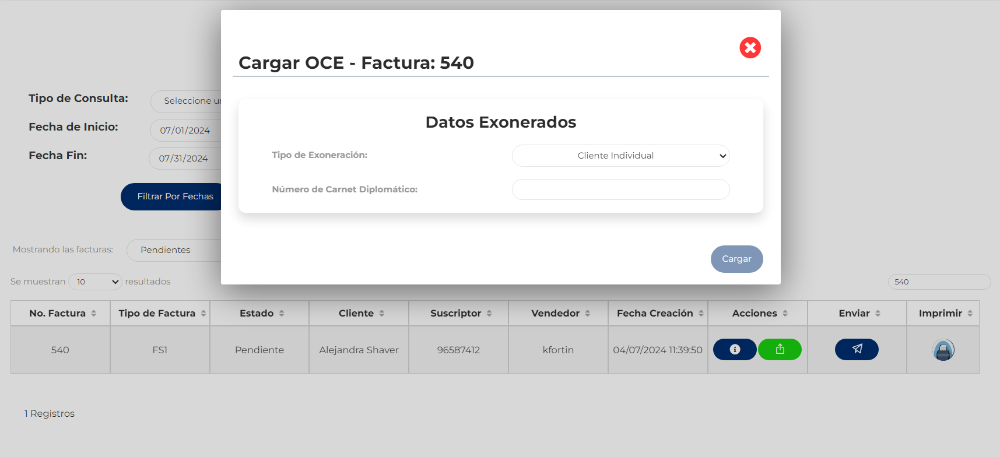 Cargar OCE - Factura: 540
Tipo de Consulta:
Seleccione
Fecha de Inicio:
07/01/2024
Fecha Fin:
07/31/2024
Filtrar Por Fechas
Datos Exonerados
Tipo de Exoneración:
Cliente Individual
Número de Carnet Diplomático:
Cargar
Mostrando las facturas:
Pendientes
Se muestran 10 resultados
540
No. Factura Tipo de Factura Estado Cliente Suscriptor Vendedor Fecha Creación Acciones Enviar Imprimir
540 FS1 Pendiente Alejandra Shaver 96587412 kfortin 04/07/2024 11:39:50
1 Registros